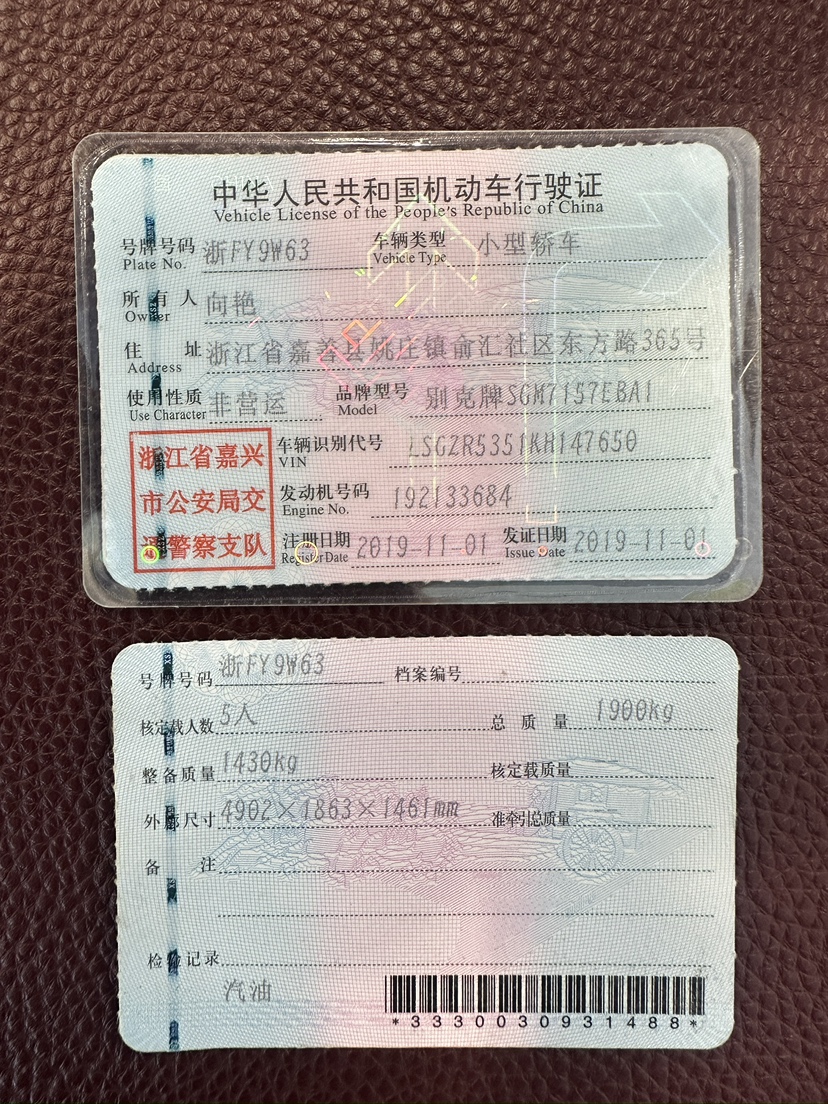 中华人民共和国机动车行驶证
Vehicle License of the People's Republic of China
号牌号码 浙FY9W63 车辆类型 小型轿车
Plate No. Vehicle Type
所有人 向艳
Owner
住址 浙江省嘉善县姚庄镇俞汇社区东方路365号
Address
使用性质 非营运 品牌型号 别克牌SGM7157EBA1
Use Character Model
浙江省嘉兴
市公安局交
通警察支队
车辆识别代号 LSGZR5351KH147650
VIN
发动机号码 192133684
Engine No.
注册日期 2019-11-01 发证日期 2019-11-01
Register Date Issue Date
号牌号码 浙FY9W63 档案编号
核定载人数 5人 总质量 1900kg
整备质量 1430kg 核定载质量
外廓尺寸 4902×1863×1461mm 准牵引总质量
备注
检验记录
汽油
*3330030931488*